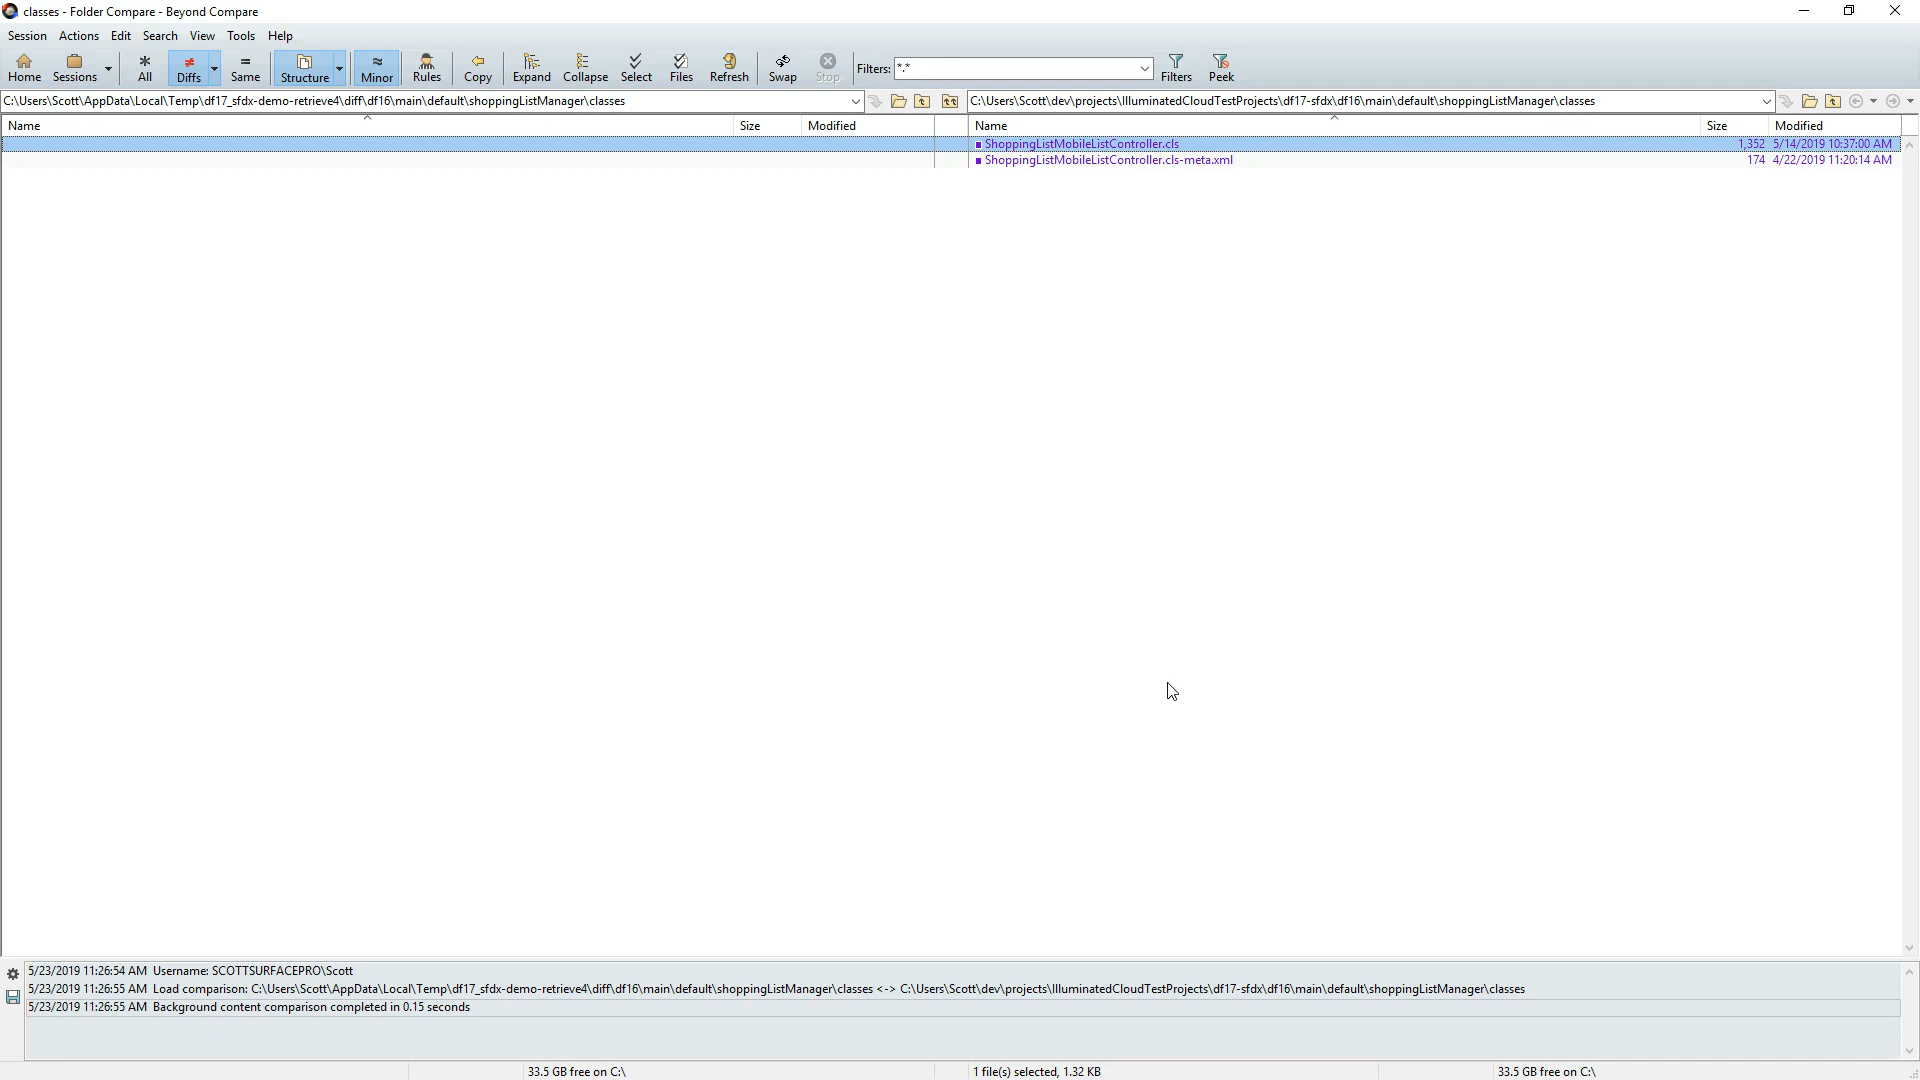 classes - Folder Compare - Beyond Compare
Session Actions Edit Search View Tools Help
Home Sessions All Diffs Same Structure Minor Rules Copy Expand Collapse Select Files Refresh Swap Stop Filters: *.* Filters Peek
C:\Users\Scott\AppData\Local\Temp\df17_sfdx-demo-retrieve4\diff\df16\main\default\shoppingListManager\classes C:\Users\Scott\dev\projects\IlluminatedCloudTestProjects\df17-sfdx\df16\main\default\shoppingListManager\classes
Name Size Modified Name Size Modified
ShoppingListMobileListController.cls 1,352 5/14/2019 10:37:00 AM
ShoppingListMobileListController.cls-meta.xml 174 4/22/2019 11:20:14 AM
5/23/2019 11:26:54 AM Username: SCOTTSURFACEPRO\Scott
5/23/2019 11:26:55 AM Load comparison: C:\Users\Scott\AppData\Local\Temp\df17_sfdx-demo-retrieve4\diff\df16\main\default\shoppingListManager\classes <-> C:\Users\Scott\dev\projects\IlluminatedCloudTestProjects\df17-sfdx\df16\main\default\shoppingListManager\classes
5/23/2019 11:26:55 AM Background content comparison completed in 0.15 seconds
33.5 GB free on C:\ 1 file(s) selected, 1.32 KB 33.5 GB free on C:\